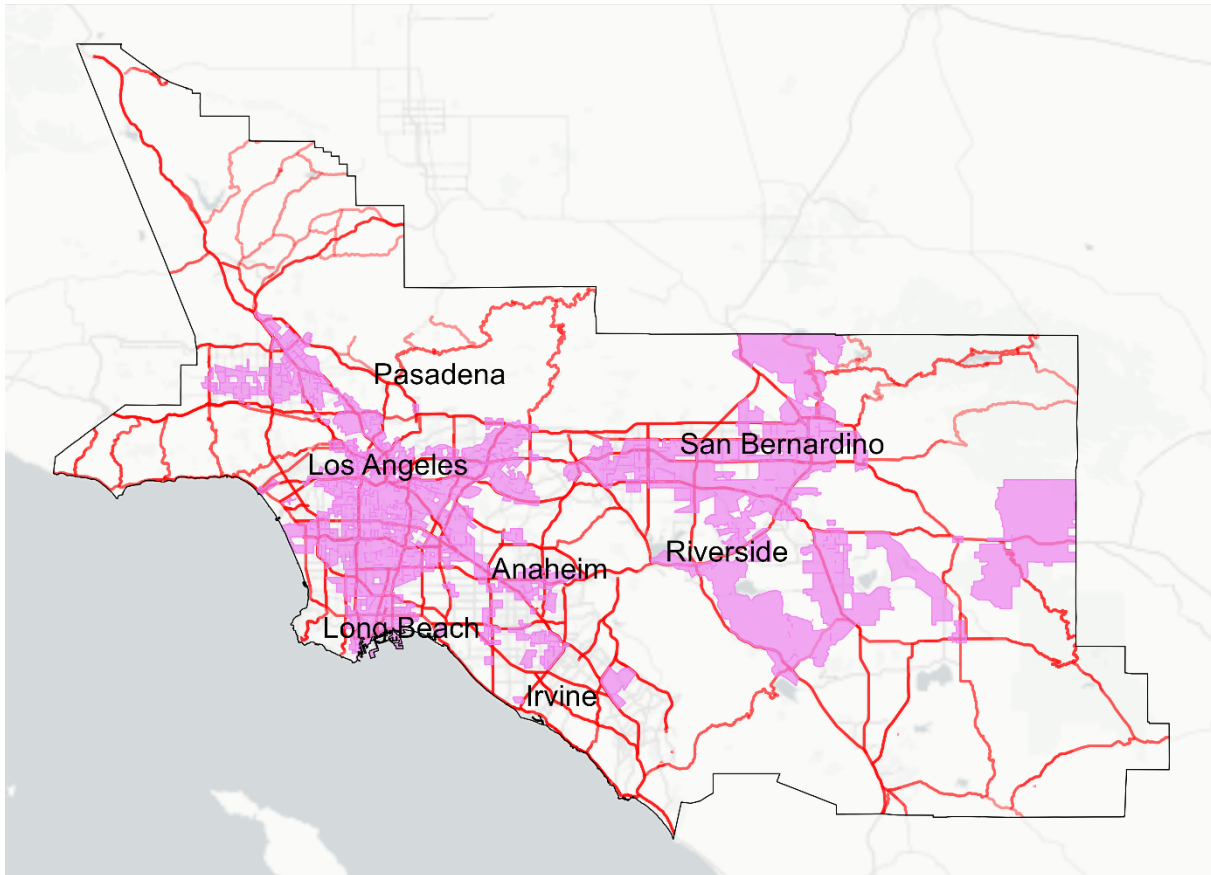 Pasadena
San Bernardino
Los Angeles
Riverside
Anaheim
Long Beach
Irvine